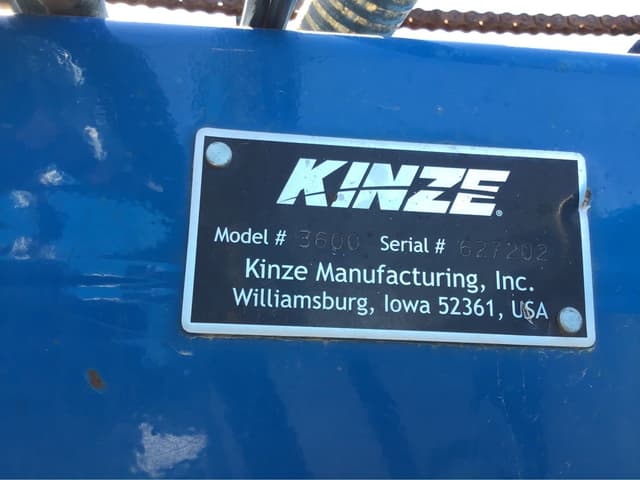 KINZE®
Model # 3600 Serial # 627202
Kinze Manufacturing, Inc.
Williamsburg, Iowa 52361, USA